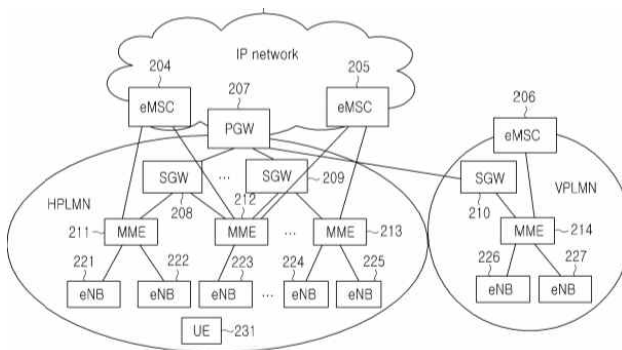 IP network
204
205
207
206
eMSC
eMSC
PGW
eMSC
SGW
...
SGW
209
SGW
VPLMN
HPLMN
208
212
210
211
MME
MME
...
MME
213
MME
214
221
222
223
224
225
226
227
eNB
eNB
eNB
...
eNB
eNB
eNB
eNB
UE
231